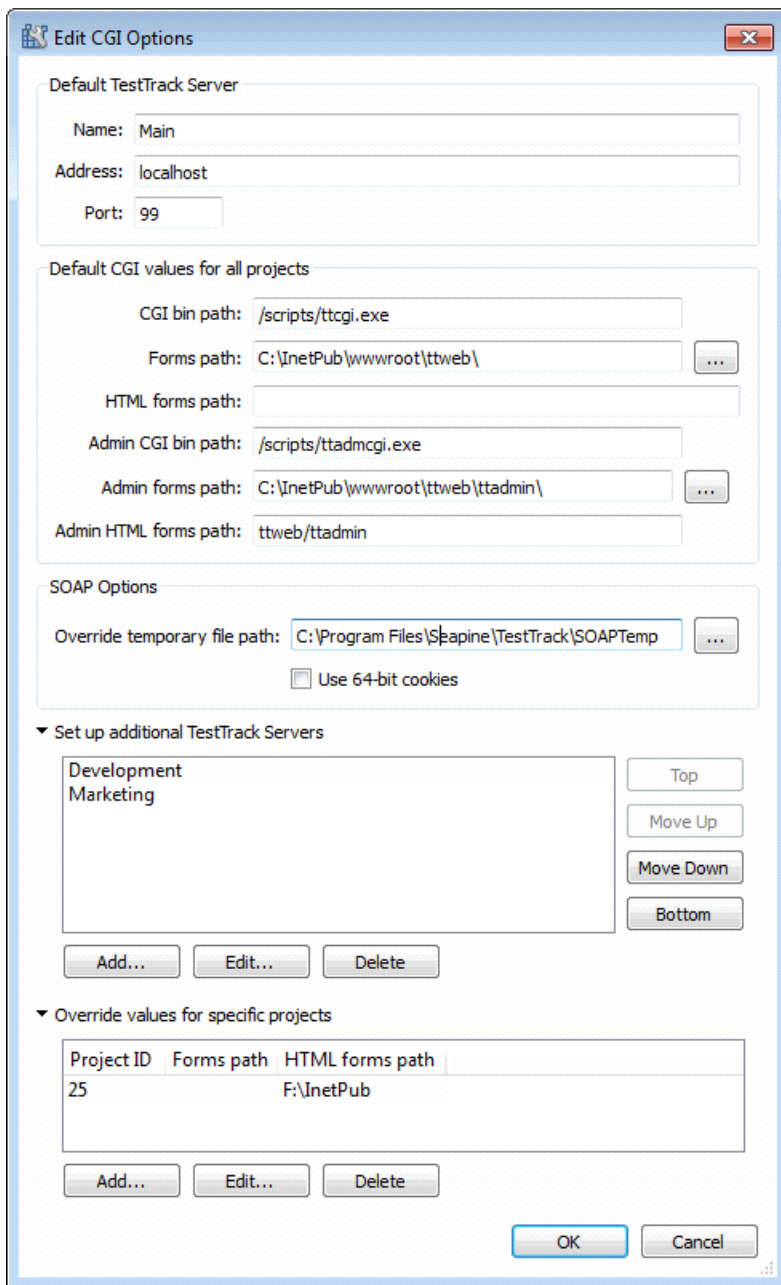 Edit CGI Options
Default TestTrack Server
Name: Main
Address: localhost
Port: 99
Default CGI values for all projects
CGI bin path: /scripts/ttcgi.exe
Forms path: C:\InetPub\wwwroot\ttweb\ ...
HTML forms path:
Admin CGI bin path: /scripts/ttadmcgi.exe
Admin forms path: C:\InetPub\wwwroot\ttweb\ttadmin\ ...
Admin HTML forms path: ttweb/ttadmin
SOAP Options
Override temporary file path: C:\Program Files\Seapine\TestTrack\SOAPTemp ...
Use 64-bit cookies
Set up additional TestTrack Servers
Development
Marketing
Top
Move Up
Move Down
Bottom
Add... Edit... Delete
Override values for specific projects
Project ID Forms path HTML forms path
25 F:\InetPub
Add... Edit... Delete
OK Cancel